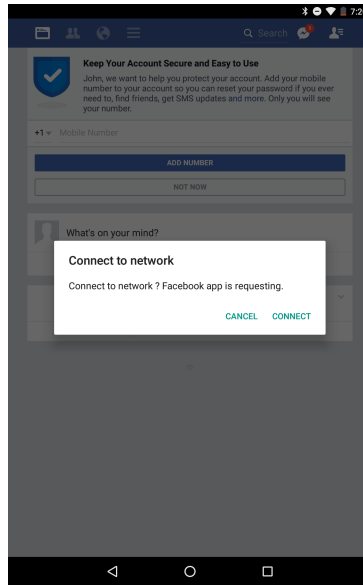 7:2
Search
Keep Your Account Secure and Easy to Use
John, we want to help you protect your account. Add your mobile
number to your account so you can reset your password if you ever
need to, find friends, get SMS updates and more. Only you will see
your number.
+1 Mobile Number
ADD NUMBER
NOT NOW
What's on your mind?
Connect to network
Connect to network ? Facebook app is requesting.
CANCEL CONNECT